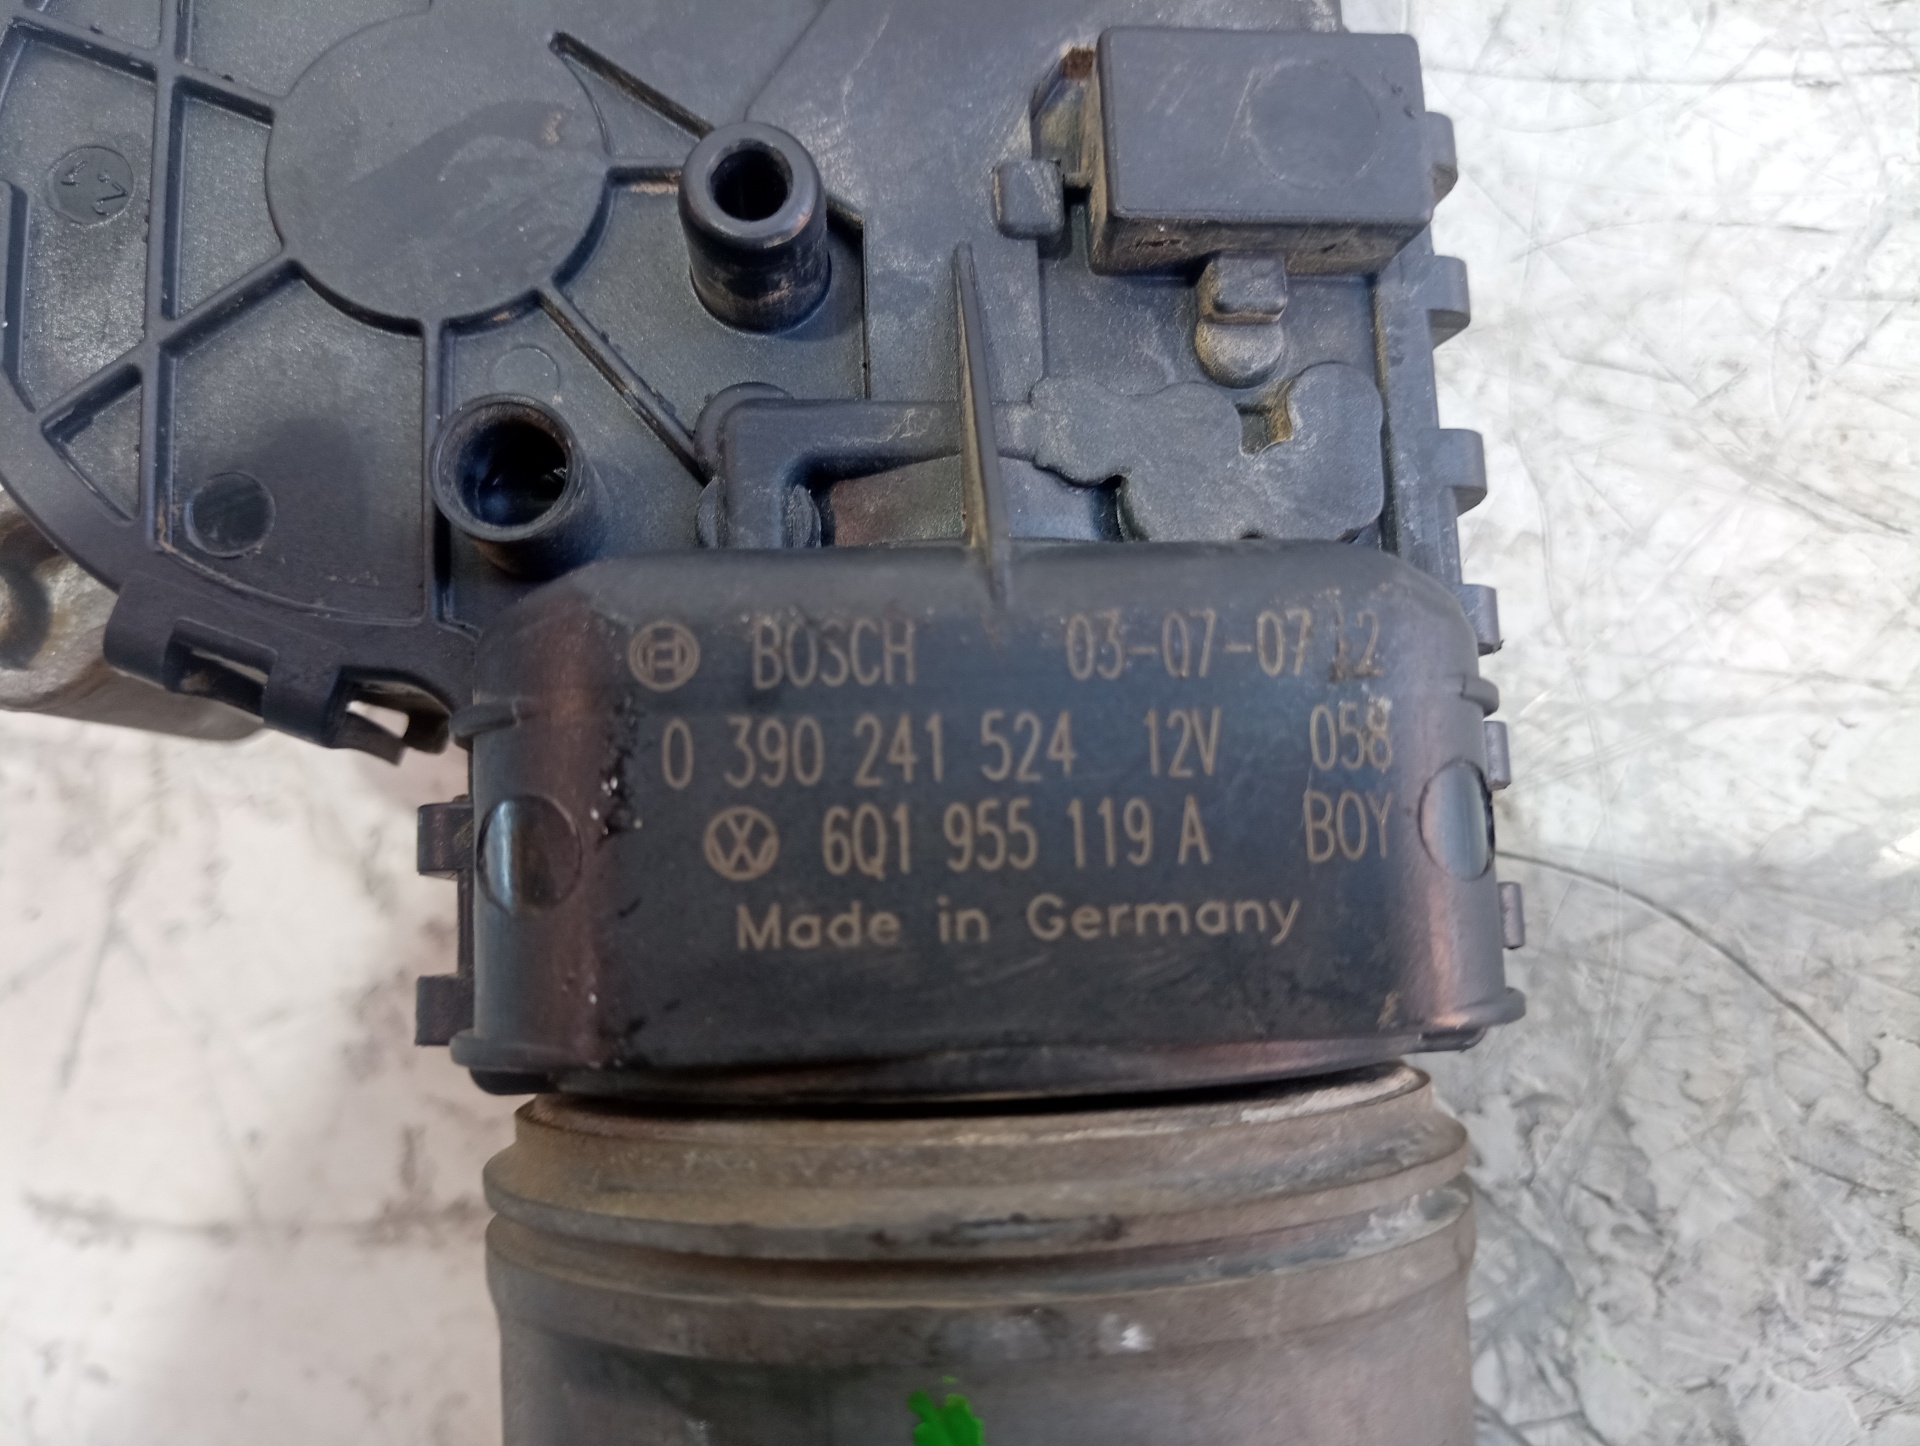 BOSCH 03-07-07 12
0 390 241 524 12V 058
6Q1 955 119 A BOY
Made in Germany